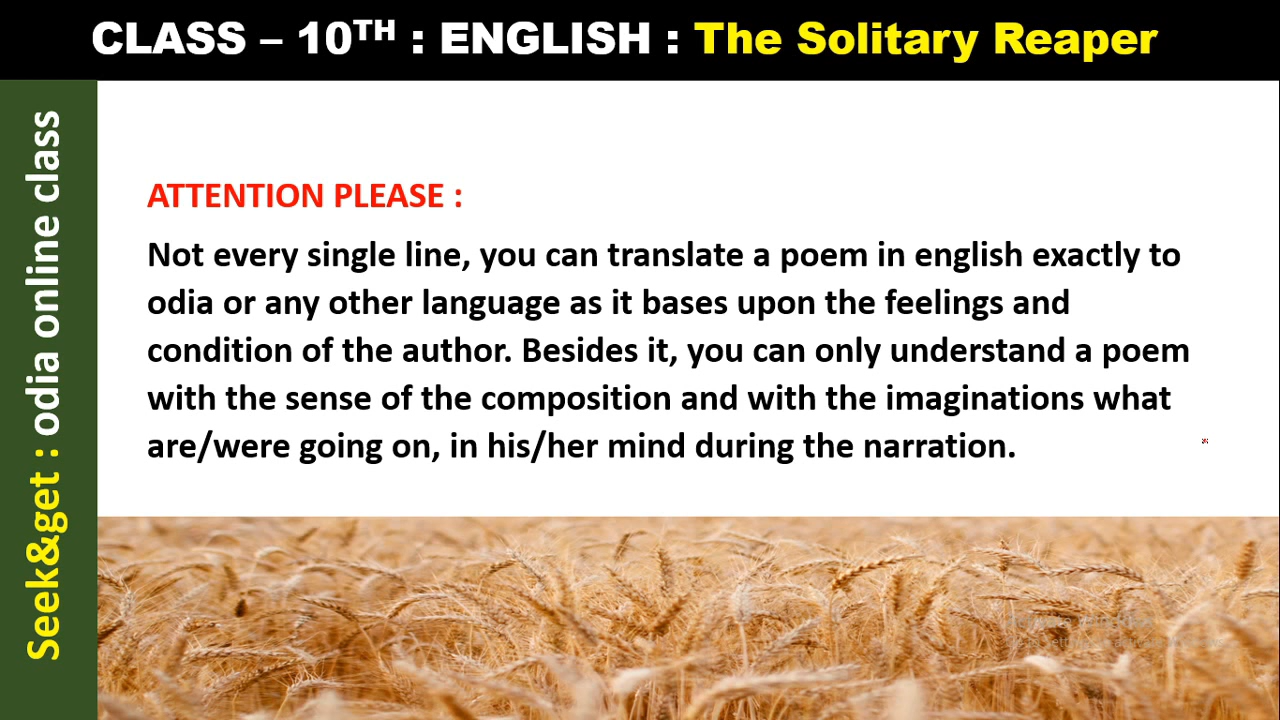 CLASS – 10TH : ENGLISH : The Solitary Reaper
Seek&get : odia online class
ATTENTION PLEASE :
Not every single line, you can translate a poem in english exactly to
odia or any other language as it bases upon the feelings and
condition of the author. Besides it, you can only understand a poem
with the sense of the composition and with the imaginations what
are/were going on, in his/her mind during the narration.